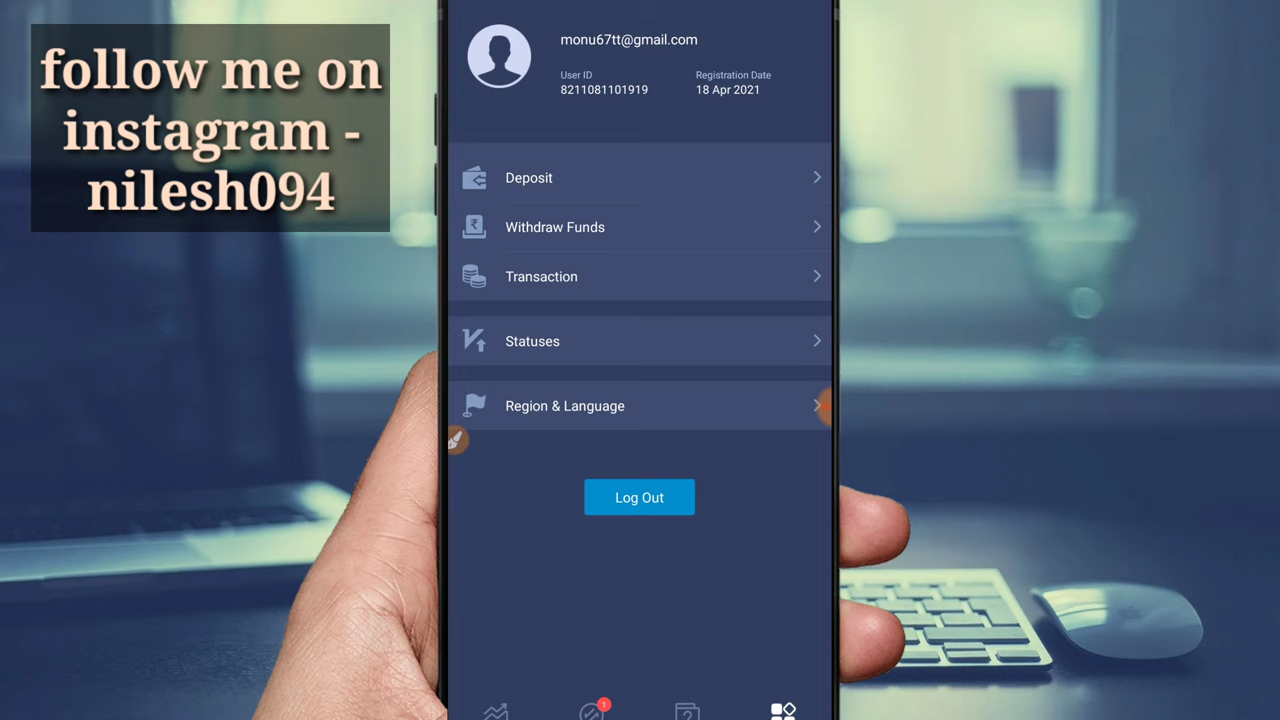 follow me on
instagram -
nilesh094
monu67tt@gmail.com
User ID
Registration Date
8211081101919
18 Apr 2021
Deposit
₹
Withdraw Funds
Transaction
Statuses
Region & Language
Log Out
1
?